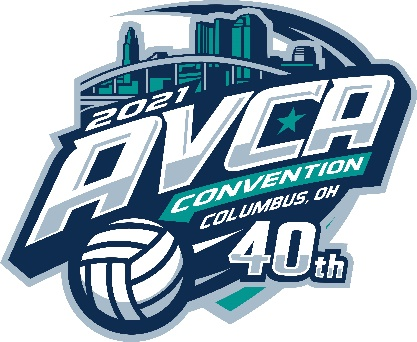 2021
AVCA
CONVENTION
COLUMBUS, OH
40th